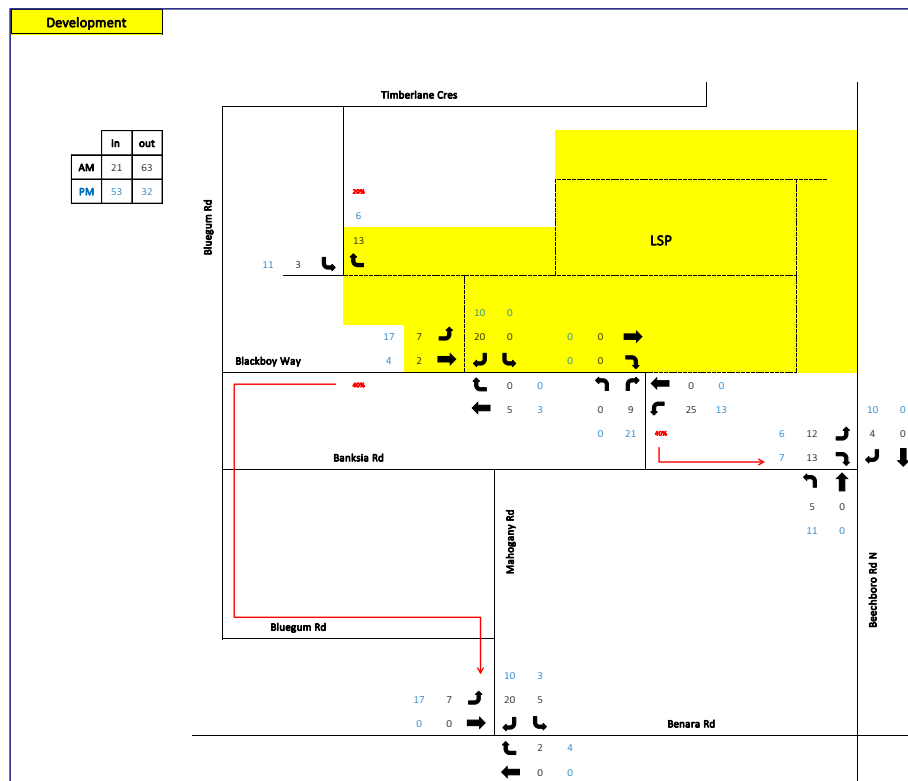 Development
Timberlane Cres
in out
AM 21 63
PM 53 32
Bluegum Rd
20%
6
13
LSP
11 3
10 0
17 7 20 0 0 0
4 2 0 0
Blackboy Way
40% 0 0 0 0
5 3 0 9 25 13 10 0
0 21 40% 6 12 4 0
Banksia Rd 7 13
5 0
11 0
Mahogany Rd
Beechboro Rd N
Bluegum Rd
10 3
17 7 20 5
0 0
Benara Rd
2 4
0 0